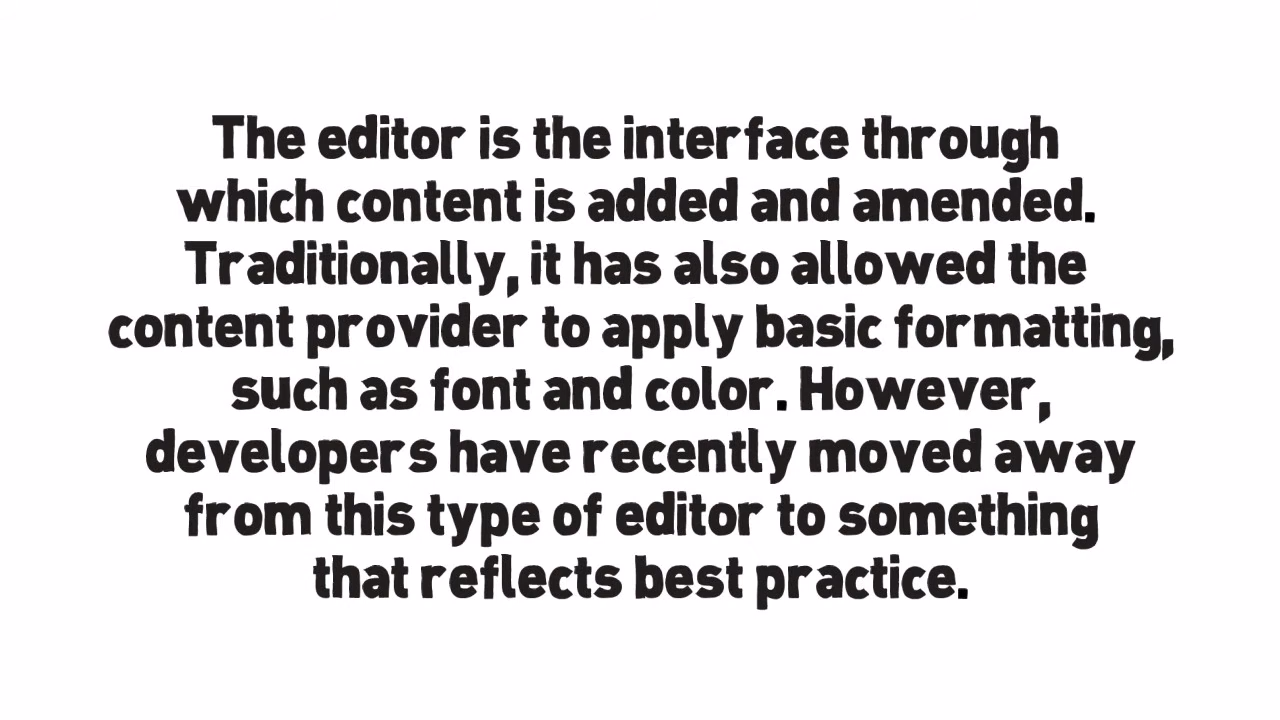 The editor is the interface through
which content is added and amended.
Traditionally, it has also allowed the
content provider to apply basic formatting,
such as font and color. However,
developers have recently moved away
from this type of editor to something
that reflects best practice.